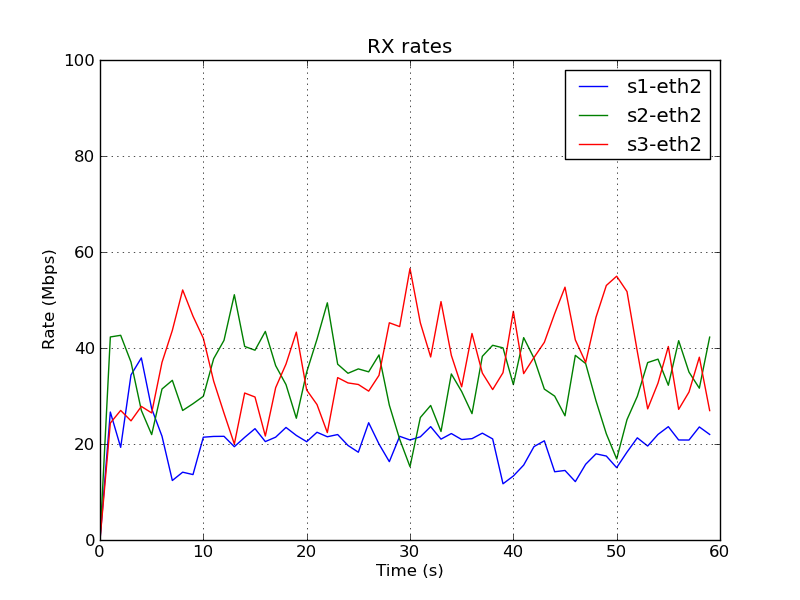 RX rates
s1-eth2
s2-eth2
s3-eth2
Rate (Mbps)
100
80
60
40
20
0
0 10 20 30 40 50 60
Time (s)